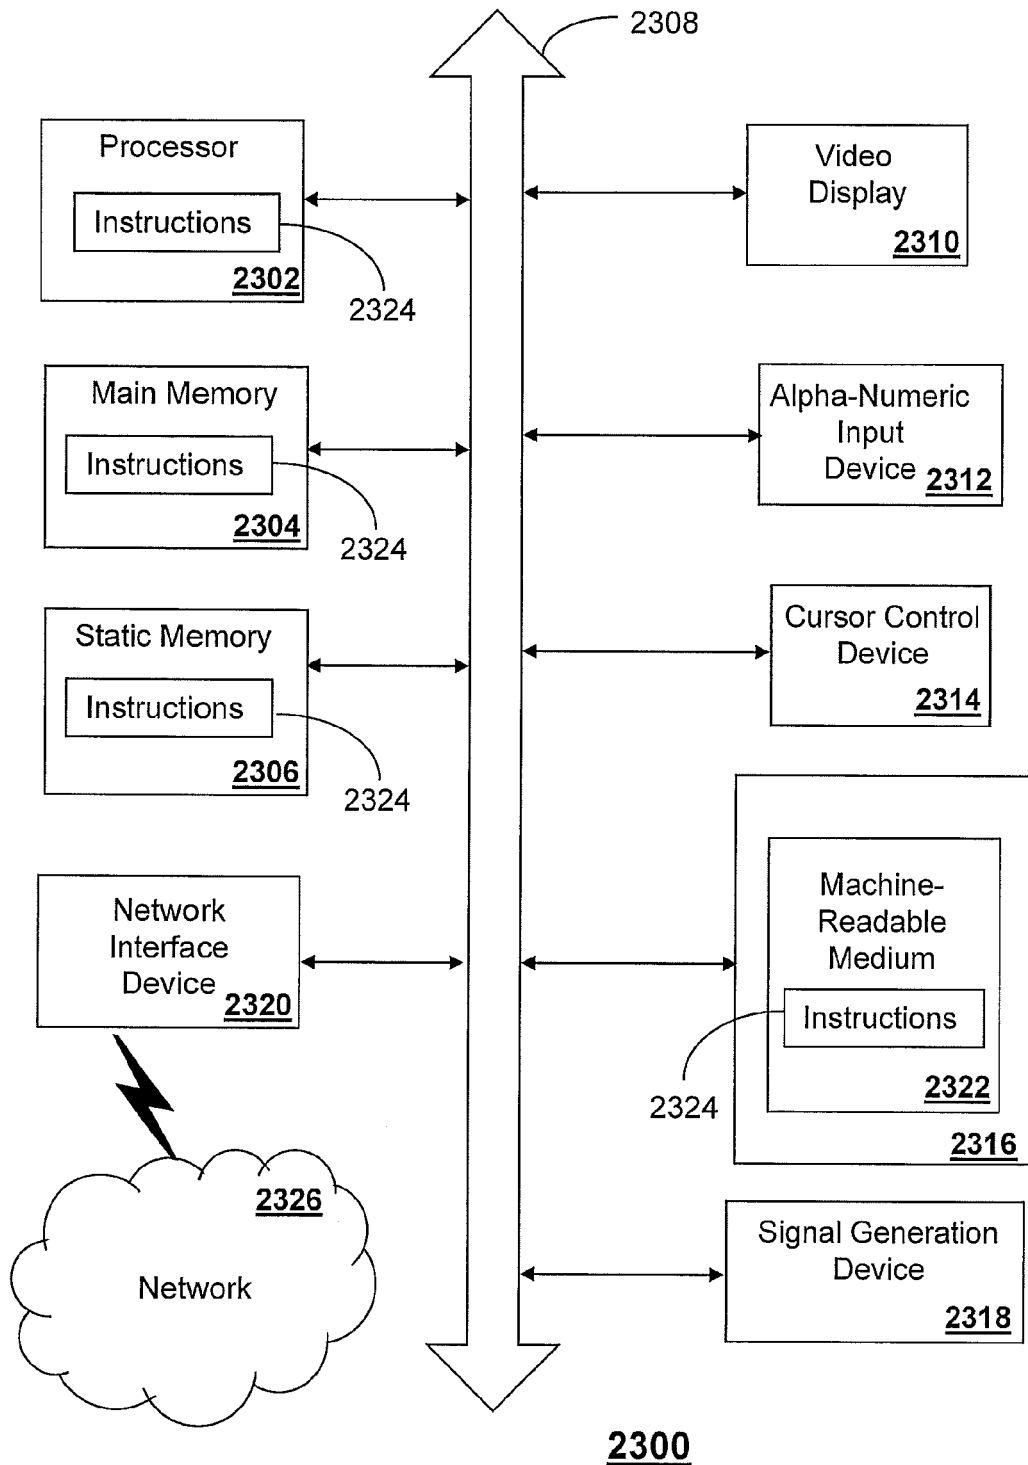 2308
Processor
Instructions
2302
2324
Main Memory
Instructions
2304
2324
Static Memory
Instructions
2306
2324
Network
Interface
Device
2320
2326
Network
Video
Display
2310
Alpha-Numeric
Input
Device
2312
Cursor Control
Device
2314
Machine-
Readable
Medium
Instructions
2324
2322
2316
Signal Generation
Device
2318
2300